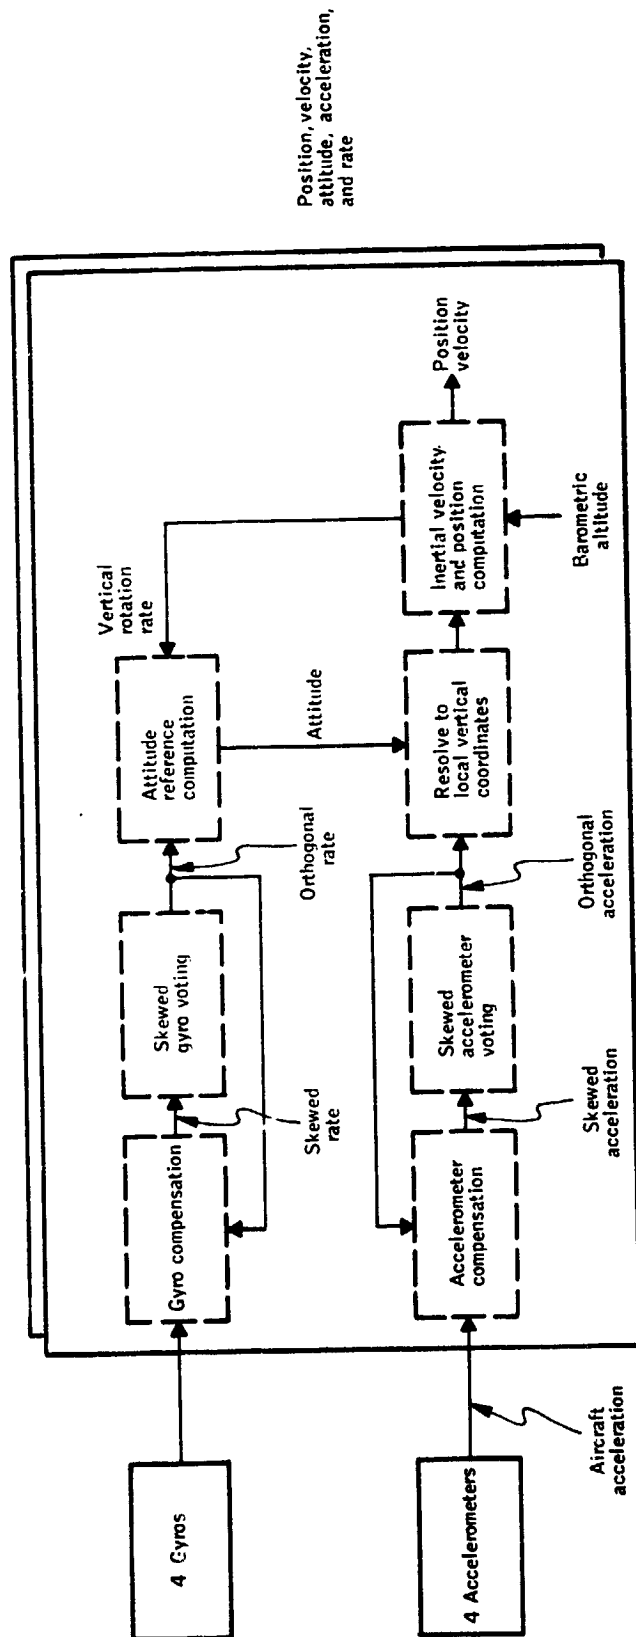 4 Gyros
Gyro compensation
Skewed
rate
Skewed
gyro voting
Orthogonal
rate
Attitude
reference
computation
Vertical
rotation
rate
Attitude
4 Accelerometers
Aircraft
acceleration
Accelerometer
compensation
Skewed
acceleration
Skewed
accelerometer
voting
Orthogonal
acceleration
Resolve to
local vertical
coordinates
Inertial velocity
and position
computation
Barometric
altitude
Position
velocity
Position, velocity,
attitude, acceleration,
and rate